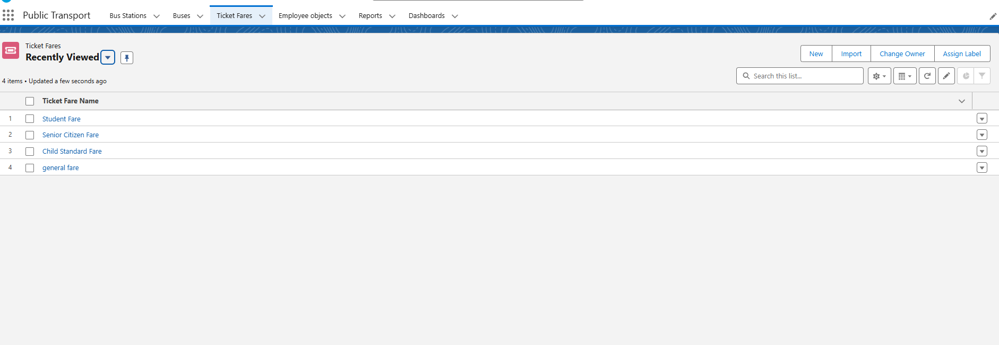 Public Transport Bus Stations Buses Ticket Fares Employee objects Reports Dashboards
Ticket Fares
Recently Viewed
New Import Change Owner Assign Label
4 items • Updated a few seconds ago
Search this list...
Ticket Fare Name
1 Student Fare
2 Senior Citizen Fare
3 Child Standard Fare
4 general fare